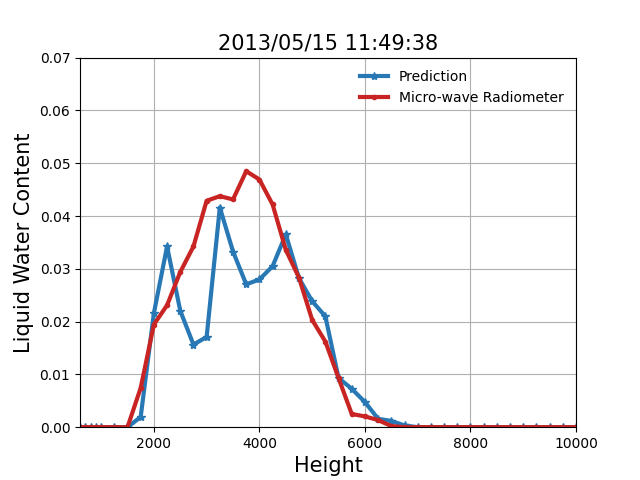 2013/05/15 11:49:38
Prediction
Micro-wave Radiometer
Liquid Water Content
0.07
0.06
0.05
0.04
0.03
0.02
0.01
0.00
2000 4000 6000 8000 10000
Height